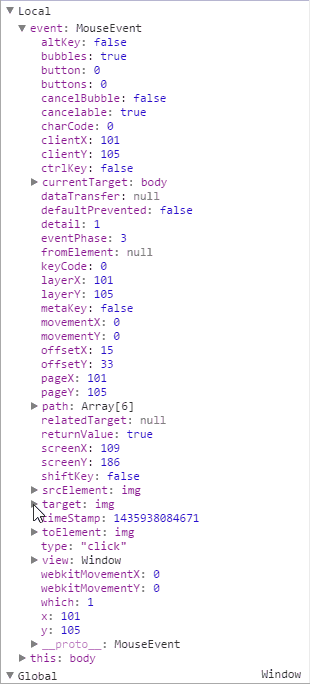 Local
event: MouseEvent
altKey: false
bubbles: true
button: 0
buttons: 0
cancelBubble: false
cancelable: true
charCode: 0
clientX: 101
clientY: 105
ctrlKey: false
currentTarget: body
dataTransfer: null
defaultPrevented: false
detail: 1
eventPhase: 3
fromElement: null
keyCode: 0
layerX: 101
layerY: 105
metaKey: false
movementX: 0
movementY: 0
offsetX: 15
offsetY: 33
pageX: 101
pageY: 105
path: Array[6]
relatedTarget: null
returnValue: true
screenX: 109
screenY: 186
shiftKey: false
srcElement: img
target: img
timeStamp: 1435938084671
toElement: img
type: "click"
view: Window
webkitMovementX: 0
webkitMovementY: 0
which: 1
x: 101
y: 105
__proto__: MouseEvent
this: body
Global Window